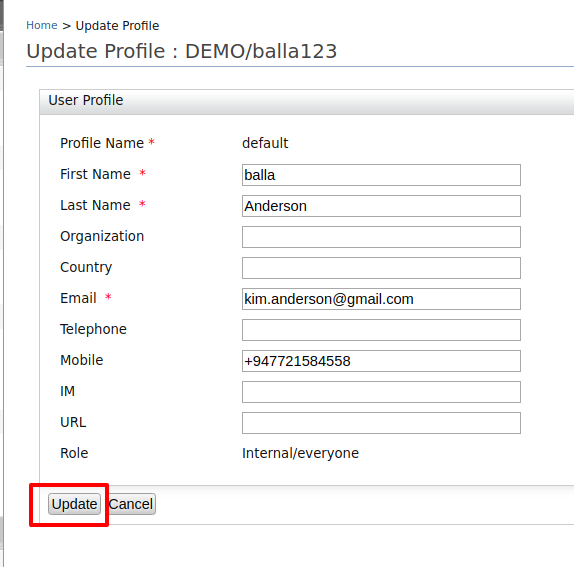 Home > Update Profile
Update Profile : DEMO/balla123
User Profile
Profile Name * default
First Name * balla
Last Name * Anderson
Organization
Country
Email * kim.anderson@gmail.com
Telephone
Mobile +947721584558
IM
URL
Role Internal/everyone
Update Cancel